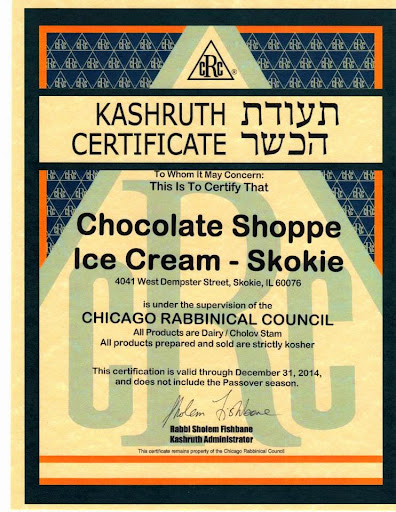 cRc
®
KASHRUTH תעודת
CERTIFICATE הכשר
To Whom It May Concern:
This Is To Certify That
Chocolate Shoppe
Ice Cream - Skokie
4041 West Dempster Street, Skokie, IL 60076
is under the supervision of the
CHICAGO RABBINICAL COUNCIL
All Products are Dairy / Cholov Stam
All products prepared and sold are strictly kosher
This certification is valid through December 31, 2014,
and does not include the Passover season.
Sholem Fishbane
Rabbi Sholem Fishbane
Kashruth Administrator
This certificate remains property of the Chicago Rabbinical Council